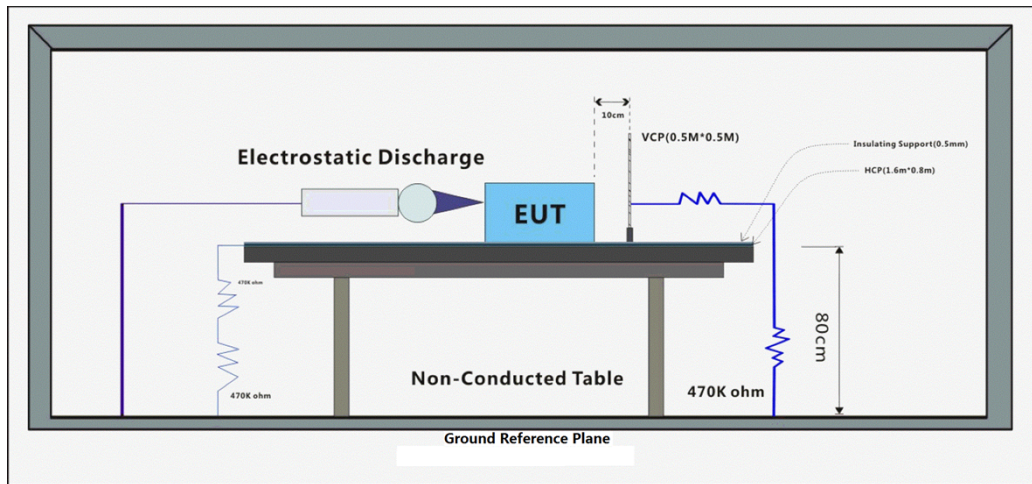 10cm
VCP(0.5M*0.5M)
Insulating Support(0.5mm)
Electrostatic Discharge
HCP(1.6m*0.8m)
EUT
470K ohm
80cm
Non-Conducted Table
470K ohm
470K ohm
Ground Reference Plane